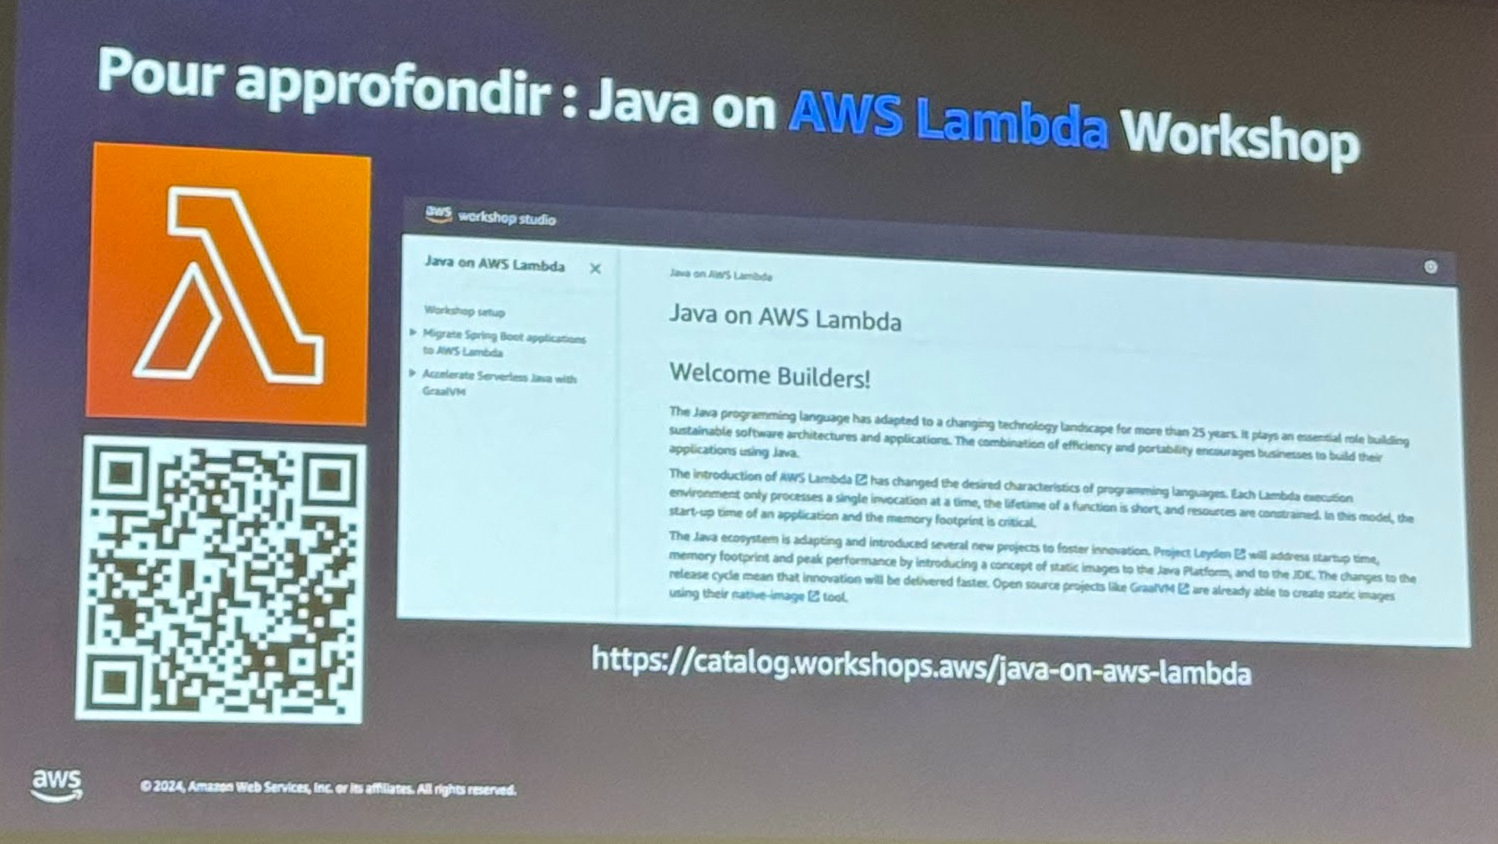 Pour approfondir : Java on AWS Lambda Workshop
aws workshop studio
Java on AWS Lambda
Workshop setup
Migrate Spring Boot applications
to AWS Lambda
Accelerate Serverless Java with
GraalVM
Java on AWS Lambda
Java on AWS Lambda
Welcome Builders!
The Java programming language has adapted to a changing technology landscape for more than 25 years. It plays an essential role building
sustainable software architectures and applications. The combination of efficiency and portability encourages businesses to build their
applications using Java.
The introduction of AWS Lambda has changed the desired characteristics of programming languages. Each Lambda execution
environment only processes a single invocation at a time, the lifetime of a function is short, and resources are constrained. In this model, the
start-up time of an application and the memory footprint is critical.
The Java ecosystem is adapting and introduced several new projects to foster innovation. Project Leyden will address startup time,
memory footprint and peak performance by introducing a concept of static images to the Java Platform, and to the JDK. The changes to the
release cycle mean that innovation will be delivered faster. Open source projects like GraalVM are already able to create static images
using their native-image tool.
https://catalog.workshops.aws/java-on-aws-lambda
aws
© 2024, Amazon Web Services, Inc. or its affiliates. All rights reserved.